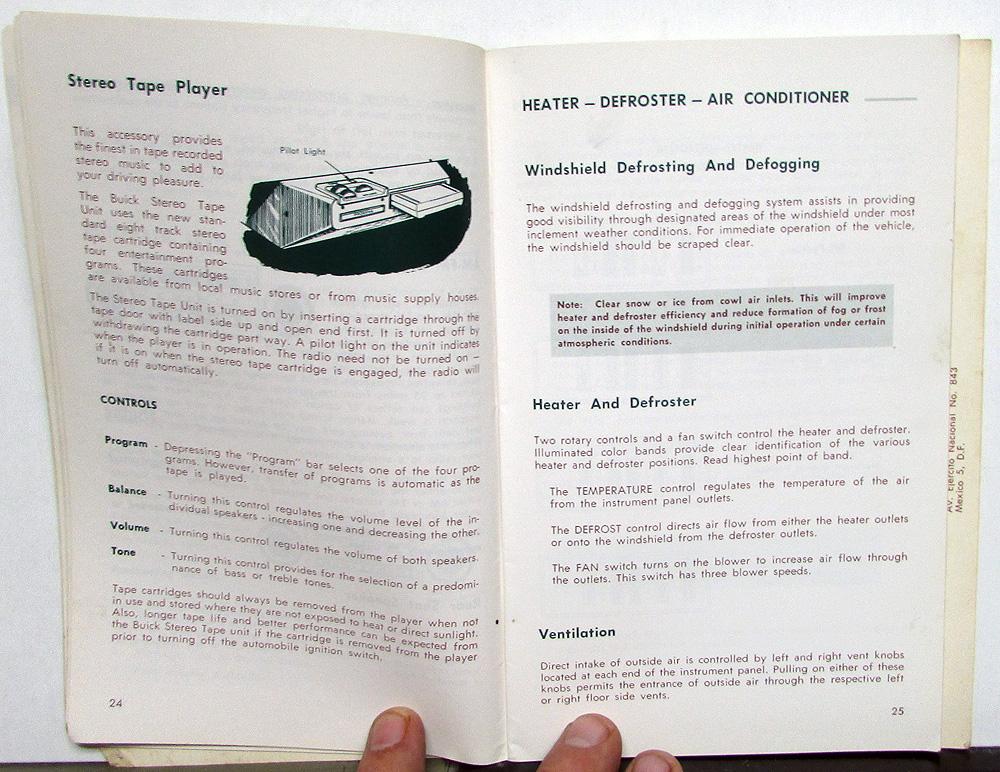 Stereo Tape Player
This accessory provides
the finest in tape recorded
stereo music to add to
your driving pleasure.
Pilot Light
The Buick Stereo Tape
Unit uses the new stan-
dard eight track stereo
tape cartridge containing
four entertainment pro-
grams. These cartridges
are available from local music stores or from music supply houses.
The Stereo Tape Unit is turned on by inserting a cartridge through the
tape door with label side up and open end first. It is turned off by
withdrawing the cartridge part way. A pilot light on the unit indicates
when the player is in operation. The radio need not be turned on –
if it is on when the stereo tape cartridge is engaged, the radio will
turn off automatically.
CONTROLS
Program - Depressing the "Program" bar selects one of the four pro-
grams. However, transfer of programs is automatic as the
tape is played.
Balance - Turning this control regulates the volume level of the in-
dividual speakers - increasing one and decreasing the other.
Volume - Turning this control regulates the volume of both speakers.
Tone - Turning this control provides for the selection of a predomi-
nance of bass or treble tones.
Tape cartridges should always be removed from the player when not
in use and stored where they are not exposed to heat or direct sunlight.
Also, longer tape life and better performance can be expected from
the Buick Stereo Tape unit if the cartridge is removed from the player
prior to turning off the automobile ignition switch.
24
HEATER – DEFROSTER – AIR CONDITIONER
Windshield Defrosting And Defogging
The windshield defrosting and defogging system assists in providing
good visibility through designated areas of the windshield under most
inclement weather conditions. For immediate operation of the vehicle,
the windshield should be scraped clear.
Note: Clear snow or ice from cowl air inlets. This will improve
heater and defroster efficiency and reduce formation of fog or frost
on the inside of the windshield during initial operation under certain
atmospheric conditions.
Heater And Defroster
Two rotary controls and a fan switch control the heater and defroster.
Illuminated color bands provide clear identification of the various
heater and defroster positions. Read highest point of band.
The TEMPERATURE control regulates the temperature of the air
from the instrument panel outlets.
The DEFROST control directs air flow from either the heater outlets
or onto the windshield from the defroster outlets.
The FAN switch turns on the blower to increase air flow through
the outlets. This switch has three blower speeds.
Ventilation
Direct intake of outside air is controlled by left and right vent knobs
located at each end of the instrument panel. Pulling on either of these
knobs permits the entrance of outside air through the respective left
or right floor side vents.
25
Av. Ejercito Nacional No. 843
Mexico 5, D.F.